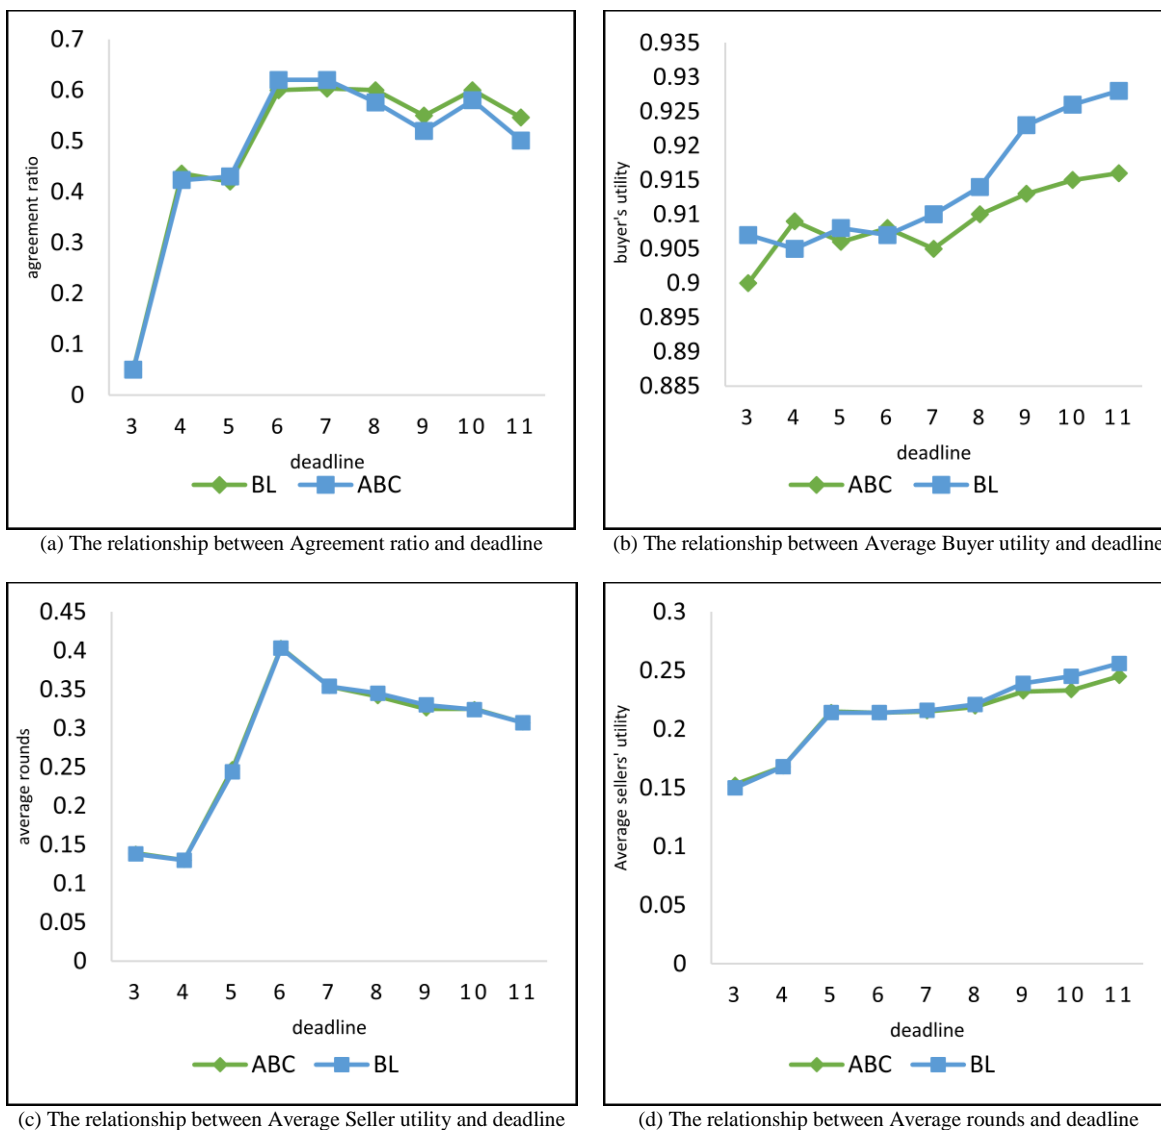 0.7
0.6
0.5
0.4
0.3
0.2
0.1
0
agreement ratio
3 4 5 6 7 8 9 10 11
deadline
BL ABC
(a) The relationship between Agreement ratio and deadline
0.935
0.93
0.925
0.92
0.915
0.91
0.905
0.9
0.895
0.89
0.885
buyer's utility
3 4 5 6 7 8 9 10 11
deadline
ABC BL
(b) The relationship between Average Buyer utility and deadline
0.45
0.4
0.35
0.3
0.25
0.2
0.15
0.1
0.05
0
average rounds
3 4 5 6 7 8 9 10 11
deadline
ABC BL
(c) The relationship between Average Seller utility and deadline
0.3
0.25
0.2
0.15
0.1
0.05
0
Average sellers' utility
3 4 5 6 7 8 9 10 11
deadline
ABC BL
(d) The relationship between Average rounds and deadline